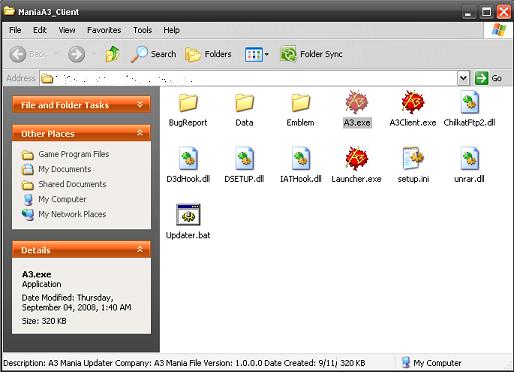 ManiaA3_Client
File Edit View Favorites Tools Help
Back Search Folders Folder Sync
Address Go
File and Folder Tasks
Other Places
Game Program Files
My Documents
Shared Documents
My Computer
My Network Places
Details
A3.exe
Application
Date Modified: Thursday,
September 04, 2008, 1:40 AM
Size: 320 KB
BugReport Data Emblem A3.exe A3Client.exe ChilkatFtp2.dll
D3dHook.dll DSETUP.dll IATHook.dll Launcher.exe setup.ini unrar.dll
Updater.bat
Description: A3 Mania Updater Company: A3 Mania File Version: 1.0.0.0 Date Created: 9/11/ 320 KB My Computer